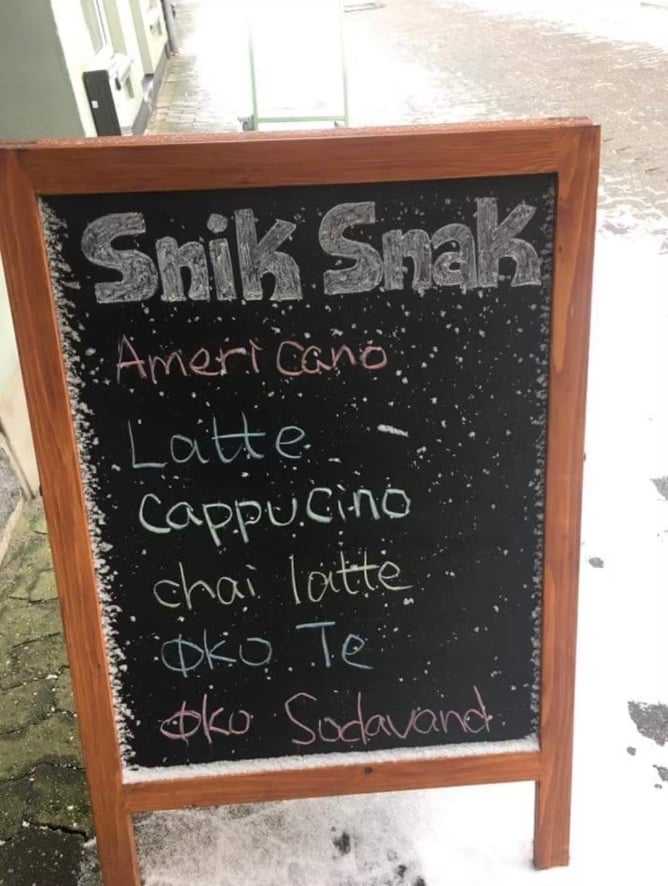 Snik Snak
Americano
Latte
Cappucino
chai latte
Øko Te
Øko Sodavand